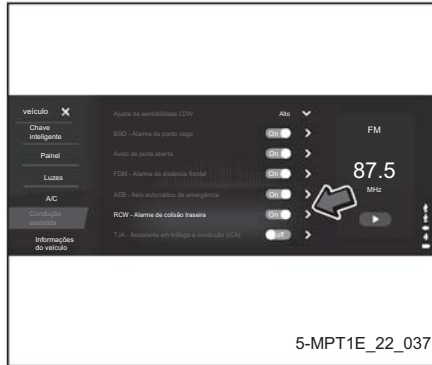 veículo X
Chave
inteligente
Painel
Luzes
A/C
Condução
assistida
Informações
do veículo
Ajuste de sensibilidade LDW Alto
BSD - Alarme do ponto cego On
Aviso de porta aberta On
FDM - Alarme da distância frontal On
AEB - freio automático de emergência On
RCW - Alarme de colisão traseira On
TJA - Assistente em tráfego e condução (ICA) off
FM
87.5
MHz
5-MPT1E_22_037